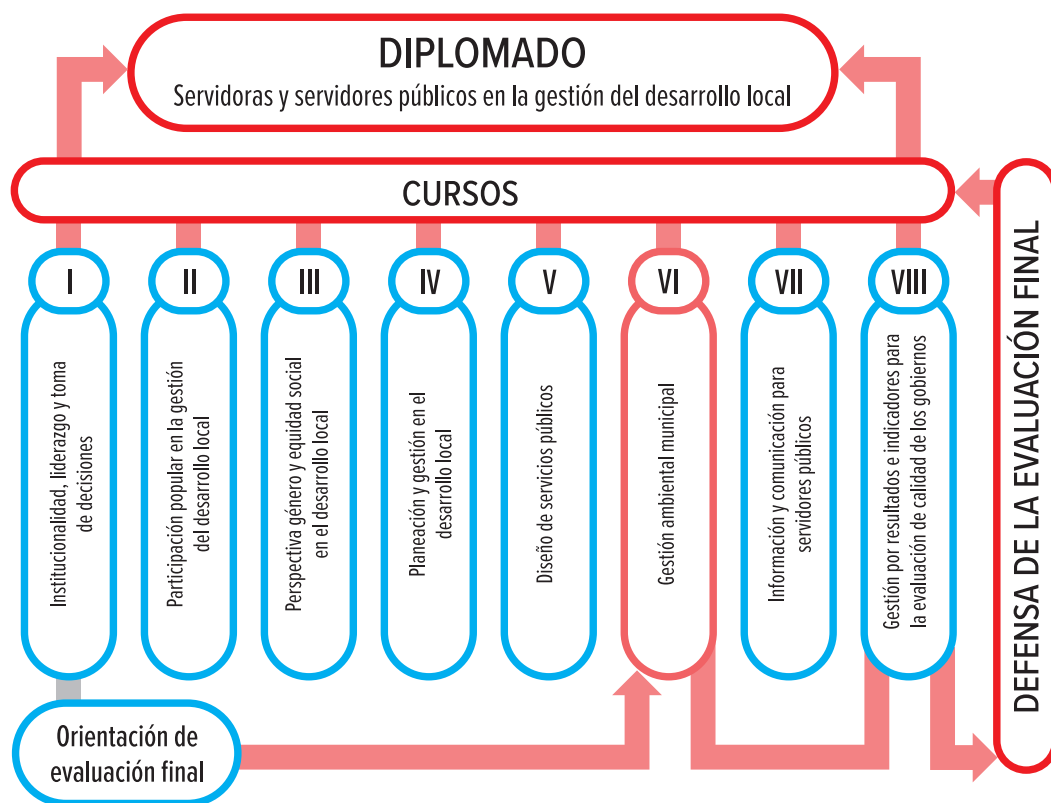 DIPLOMADO
Servidoras y servidores públicos en la gestión del desarrollo local
CURSOS
I
II
III
IV
V
VI
VII
VIII
Institucionalidad, liderazgo y toma
de decisiones
Participación popular en la gestión
del desarrollo local
Perspectiva género y equidad social
en el desarrollo local
Planeación y gestión en el
desarrollo local
Diseño de servicios públicos
Gestión ambiental municipal
Información y comunicación para
servidores públicos
Gestión por resultados e indicadores para
la evaluación de calidad de los gobiernos
Orientación de
evaluación final
DEFENSA DE LA EVALUACIÓN FINAL